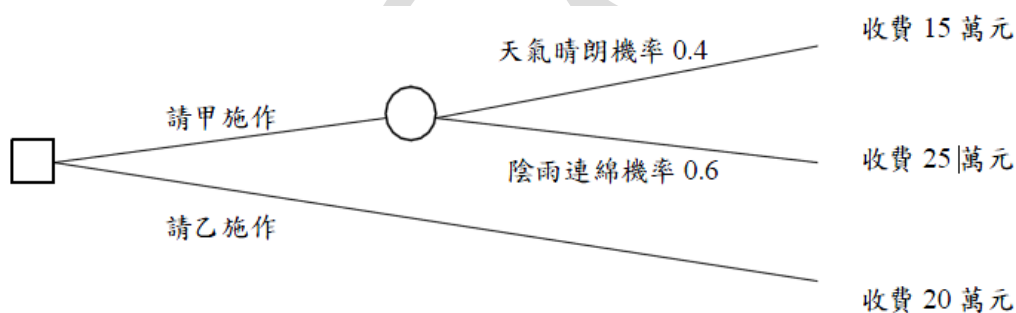 收費 15 萬元
天氣晴朗機率 0.4
請甲施作
收費 25 萬元
陰雨連綿機率 0.6
請乙施作
收費 20 萬元